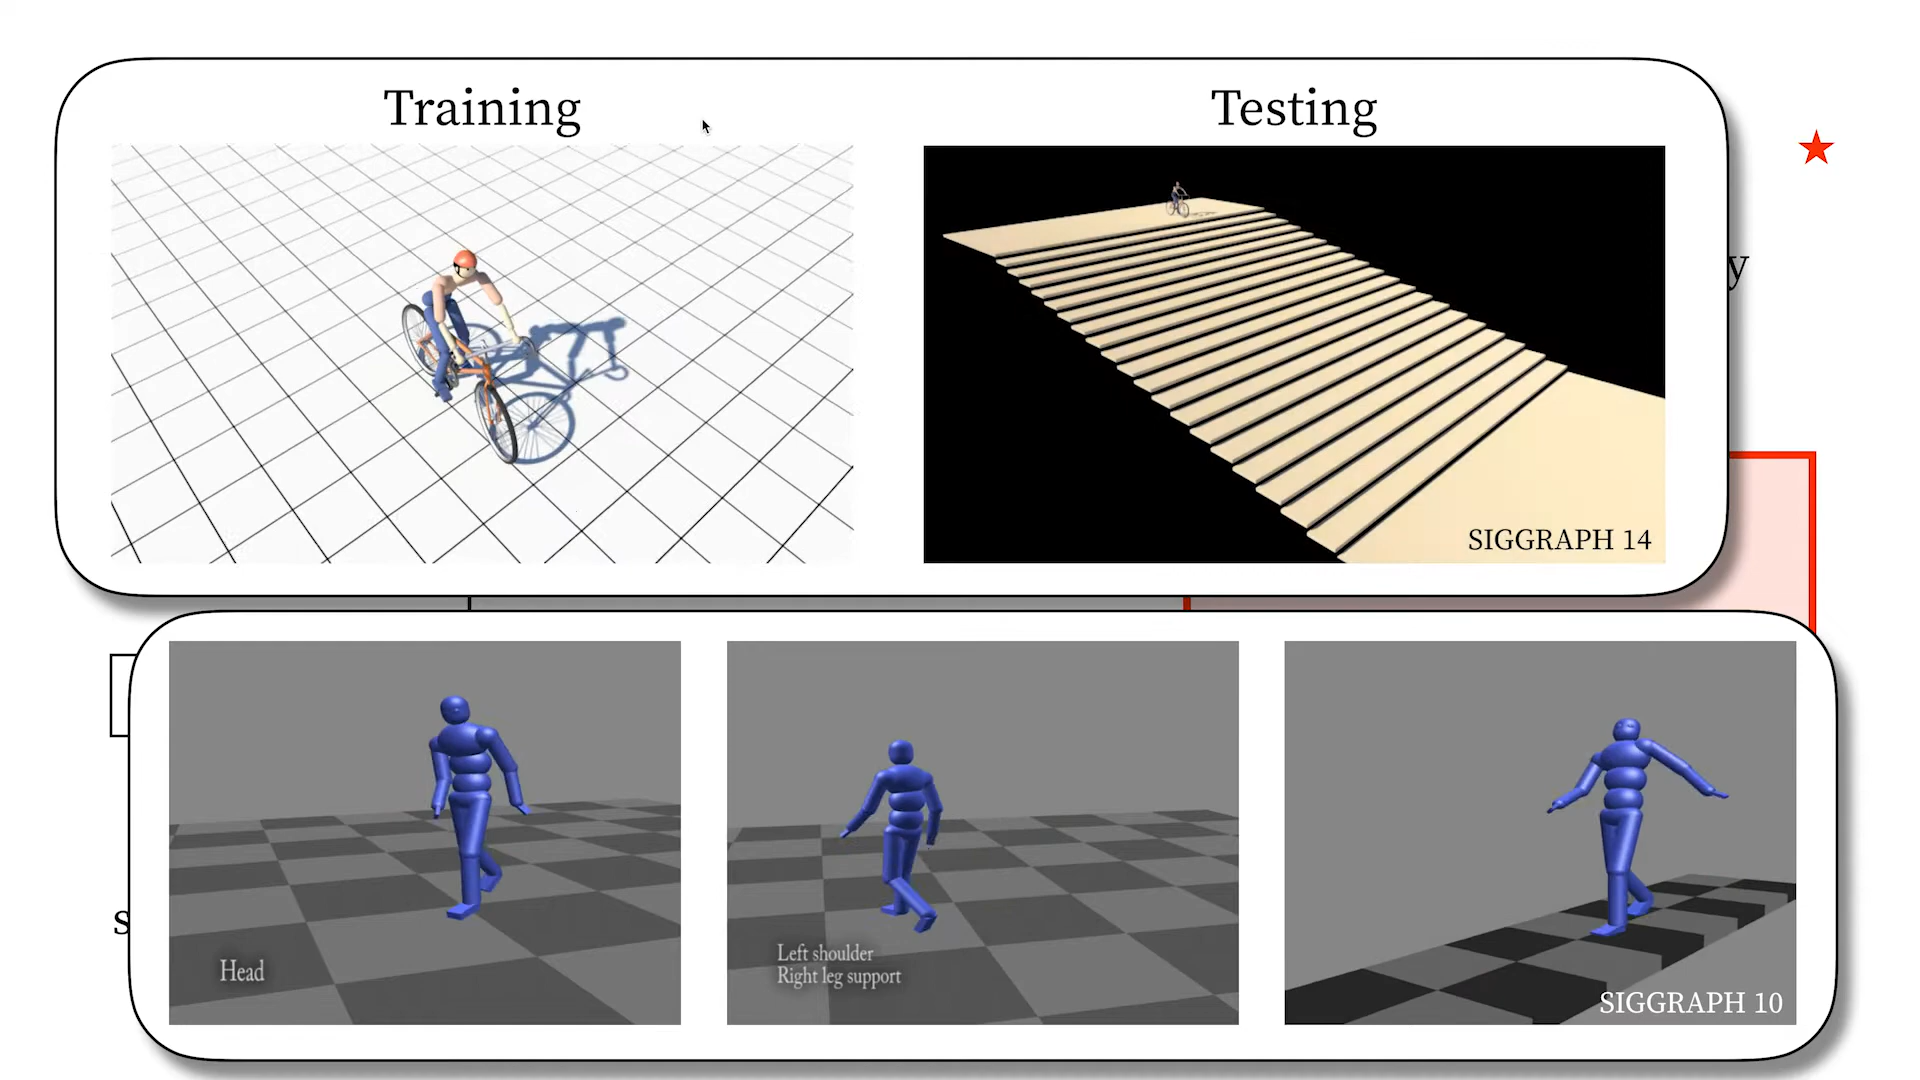 Training
Testing
y
SIGGRAPH 14
s
Head
Left shoulder
Right leg support
SIGGRAPH 10